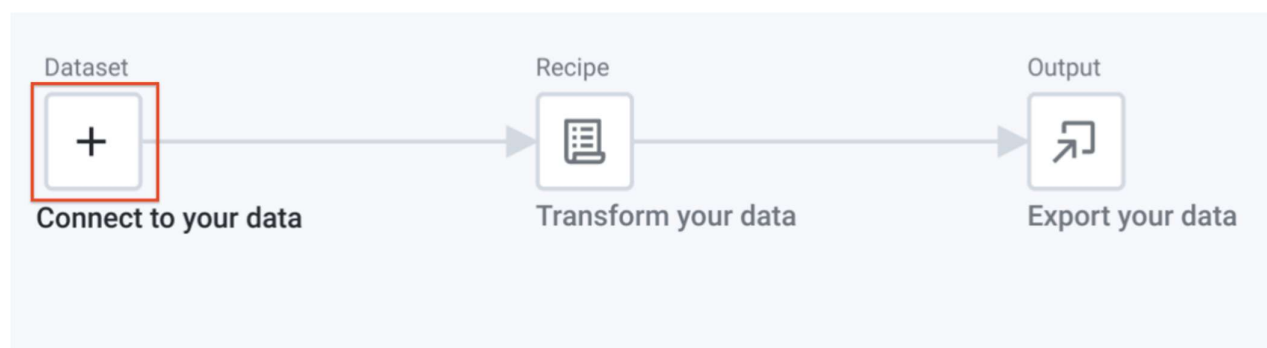 Dataset
Recipe
Output
Connect to your data
Transform your data
Export your data